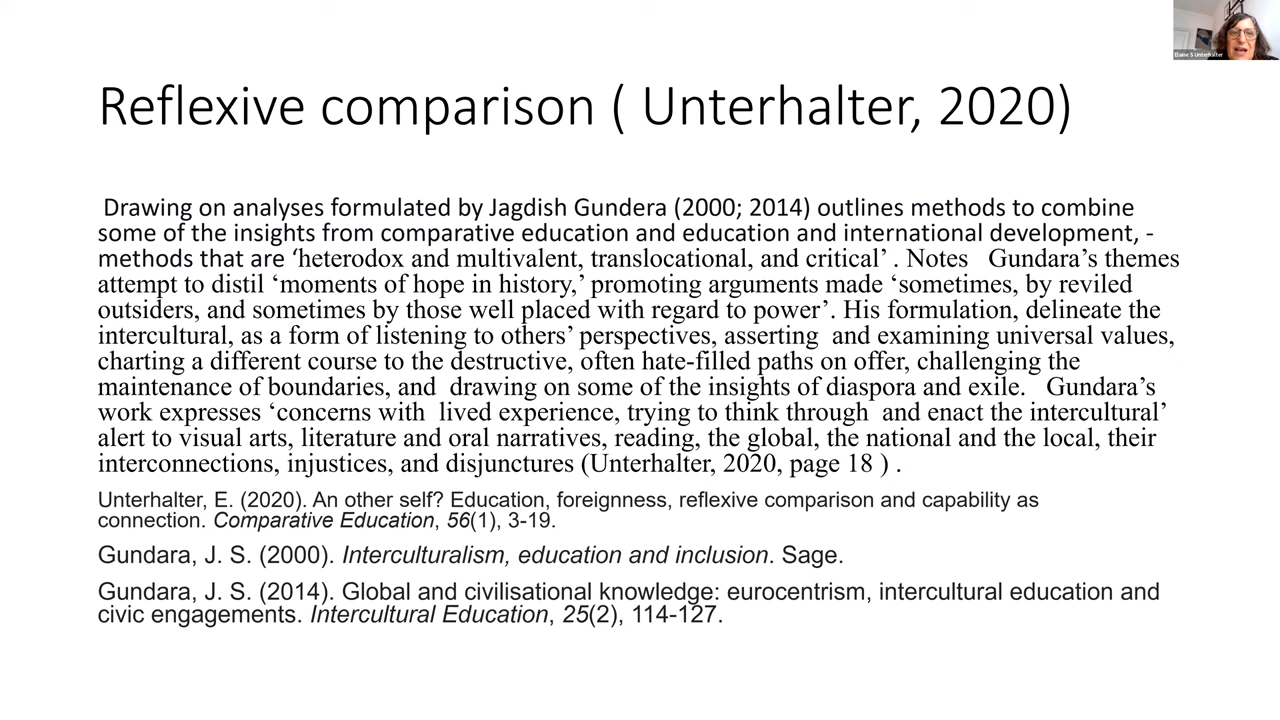 Elaine S Unterhalter
Reflexive comparison ( Unterhalter, 2020)
Drawing on analyses formulated by Jagdish Gundera (2000; 2014) outlines methods to combine
some of the insights from comparative education and education and international development, -
methods that are ‘heterodox and multivalent, translocational, and critical’ . Notes Gundara’s themes
attempt to distil ‘moments of hope in history,’ promoting arguments made ‘sometimes, by reviled
outsiders, and sometimes by those well placed with regard to power’. His formulation, delineate the
intercultural, as a form of listening to others’ perspectives, asserting and examining universal values,
charting a different course to the destructive, often hate-filled paths on offer, challenging the
maintenance of boundaries, and drawing on some of the insights of diaspora and exile. Gundara’s
work expresses ‘concerns with lived experience, trying to think through and enact the intercultural’
alert to visual arts, literature and oral narratives, reading, the global, the national and the local, their
interconnections, injustices, and disjunctures (Unterhalter, 2020, page 18 ) .
Unterhalter, E. (2020). An other self? Education, foreignness, reflexive comparison and capability as
connection. Comparative Education, 56(1), 3-19.
Gundara, J. S. (2000). Interculturalism, education and inclusion. Sage.
Gundara, J. S. (2014). Global and civilisational knowledge: eurocentrism, intercultural education and
civic engagements. Intercultural Education, 25(2), 114-127.